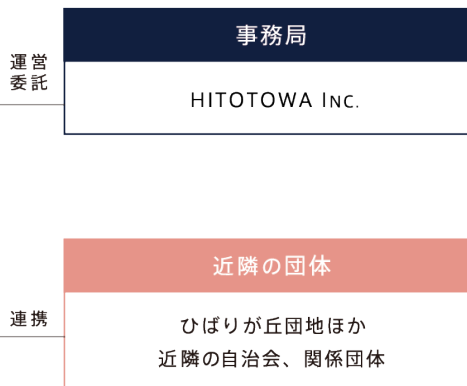 事務局
運営
委託
HITOTOWA INC.
近隣の団体
連携
ひばりが丘団地ほか
近隣の自治会、関係団体